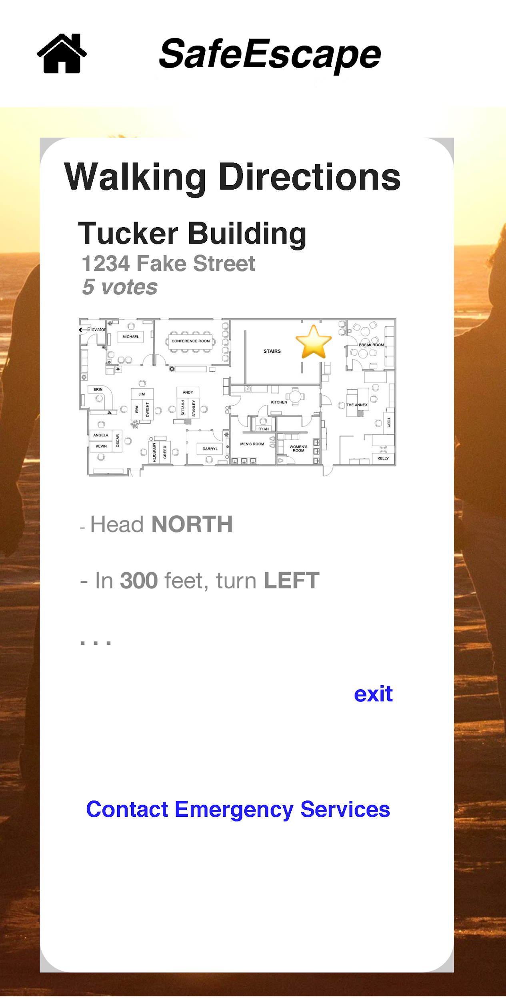 SafeEscape
Walking Directions
Tucker Building
1234 Fake Street
5 votes
←Elevator
MICHAEL
CONFERENCE ROOM
STAIRS
BREAK ROOM
ERIN
JIM
PAM
DWIGHT
ANDY
PHYLLIS
STANLEY
KITCHEN
THE ANNEX
TOBY
RYAN
ANGELA
KEVIN
OSCAR
MEREDITH
CREED
DARRYL
MEN'S ROOM
WOMEN'S
ROOM
KELLY
- Head NORTH
- In 300 feet, turn LEFT
. . .
exit
Contact Emergency Services